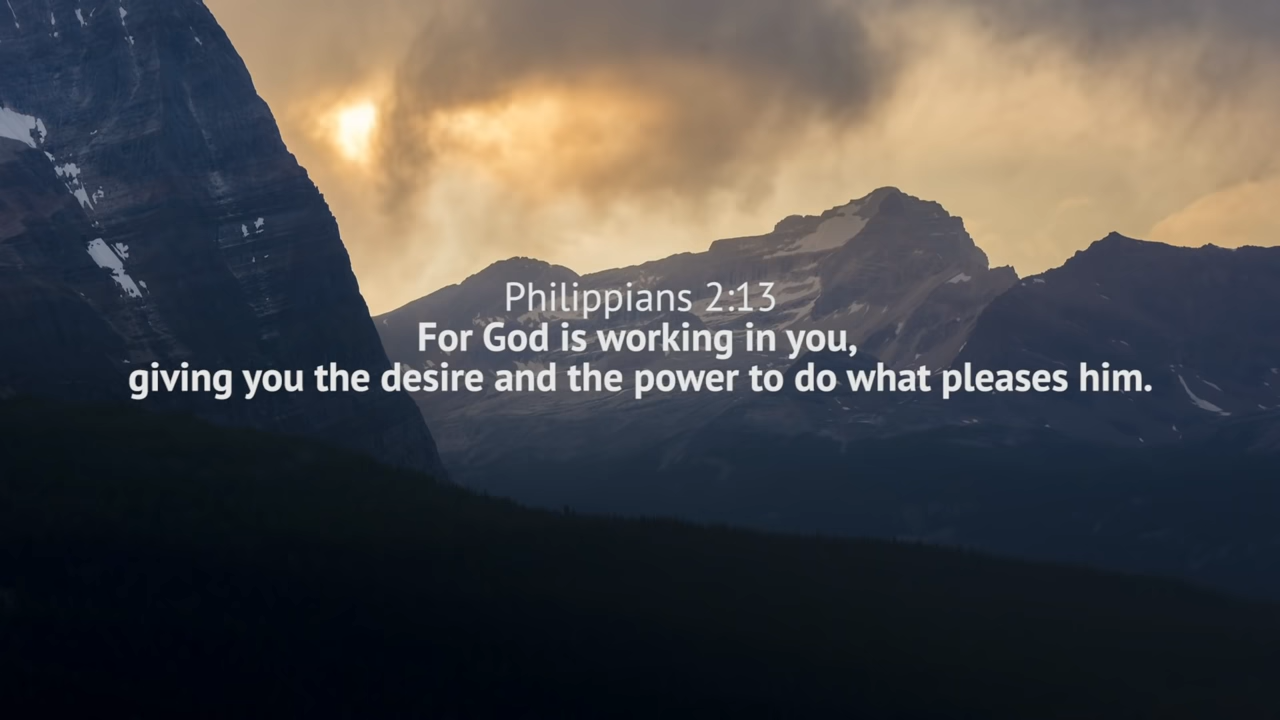 Philippians 2:13
For God is working in you,
giving you the desire and the power to do what pleases him.